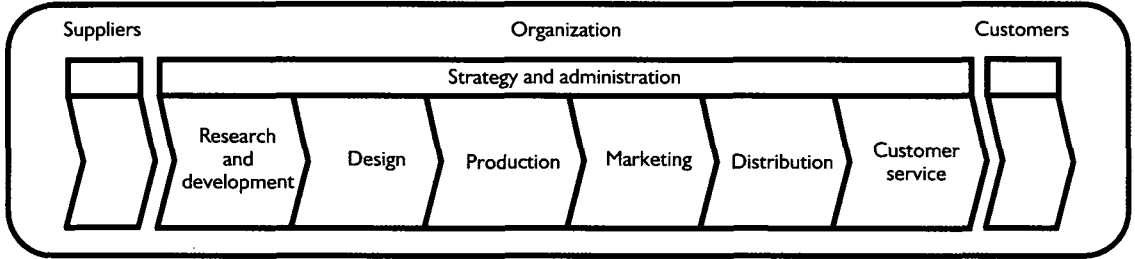 Suppliers
Organization
Customers
Strategy and administration
Research
and
development
Design
Production
Marketing
Distribution
Customer
service